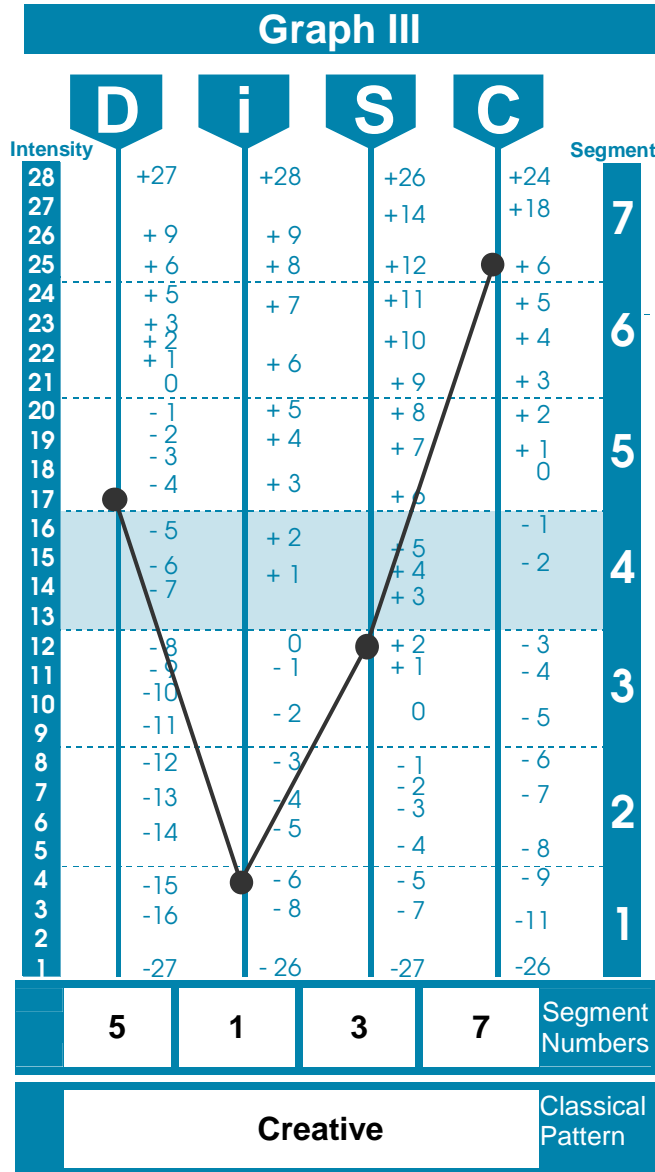 Graph III
D i S C
Intensity Segment
28 +27 +28 +26 +24
27 +14 +18 7
26 + 9 + 9
25 + 6 + 8 +12 + 6
24 + 5 + 7 +11 + 5
23 + 3 6
+ 2 +10 + 4
22 + 1 + 6
21 0 + 9 + 3
20 - 1 + 5 + 8 + 2
19 - 2 + 4 + 7 + 1 5
18 - 3 0
- 4 + 3
17 + 6
16 - 5 + 2 - 1
15 - 6 + 5 - 2 4
14 - 7 + 1 + 4
13 + 3
12 - 8 0 + 2 - 3
11 - 9 - 1 + 1 - 4 3
10 -10 - 2 0 - 5
9 -11
8 -12 - 3 - 1 - 6
7 -13 - 4 - 2 - 7 2
- 3
6 -14 - 5
5 - 4 - 8
4 -15 - 6 - 5 - 9
3 -16 - 8 - 7 -11 1
2
1 -27 - 26 -27 -26
5 1 3 7 Segment
Numbers
Creative Classical
Pattern